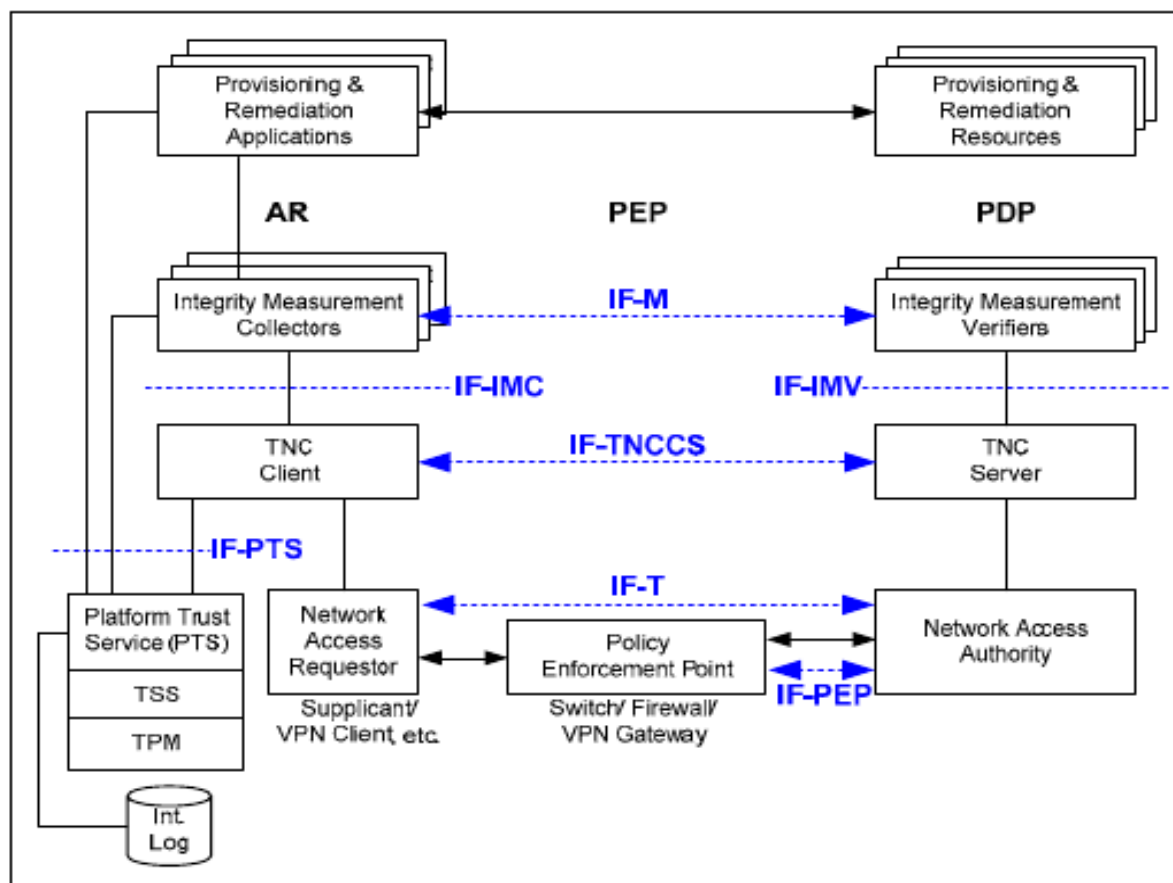 Provisioning &
Remediation
Applications
Provisioning &
Remediation
Resources
AR
PEP
PDP
Integrity Measurement
Collectors
IF-M
Integrity Measurement
Verifiers
IF-IMC
IF-IMV
TNC
Client
IF-TNCCS
TNC
Server
IF-PTS
IF-T
Platform Trust
Service (PTS)
TSS
TPM
Network
Access
Requestor
Policy
Enforcement Point
Network Access
Authority
IF-PEP
Supplicant/
VPN Client, etc.
Switch/ Firewall/
VPN Gateway
Int.
Log